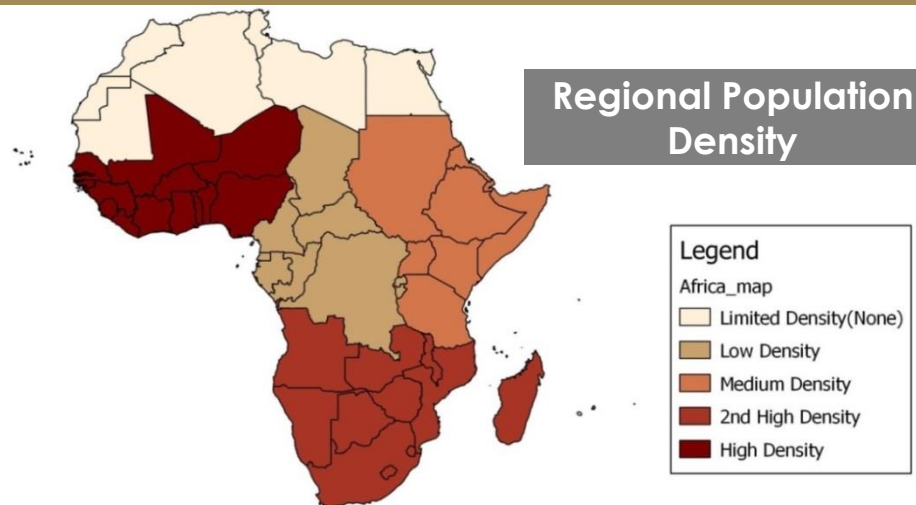 Regional Population
Density
Legend
Africa_map
Limited Density(None)
Low Density
Medium Density
2nd High Density
High Density